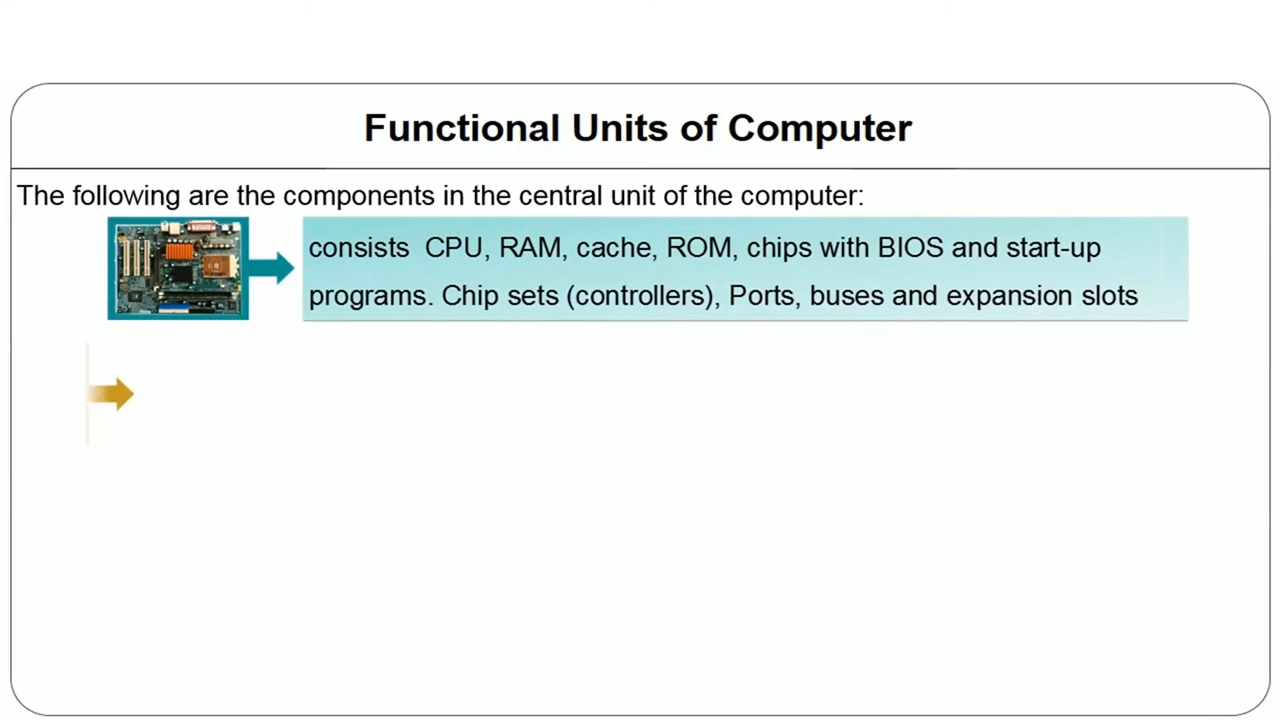 Functional Units of Computer
The following are the components in the central unit of the computer:
consists CPU, RAM, cache, ROM, chips with BIOS and start-up
programs. Chip sets (controllers), Ports, buses and expansion slots